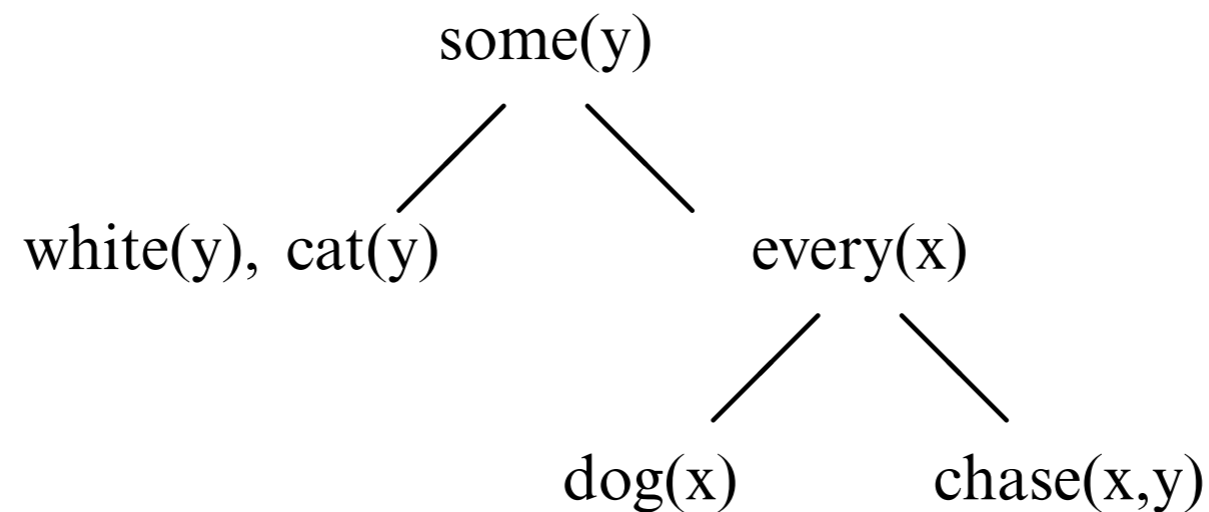 some(y)
white(y), cat(y) every(x)
dog(x) chase(x,y)